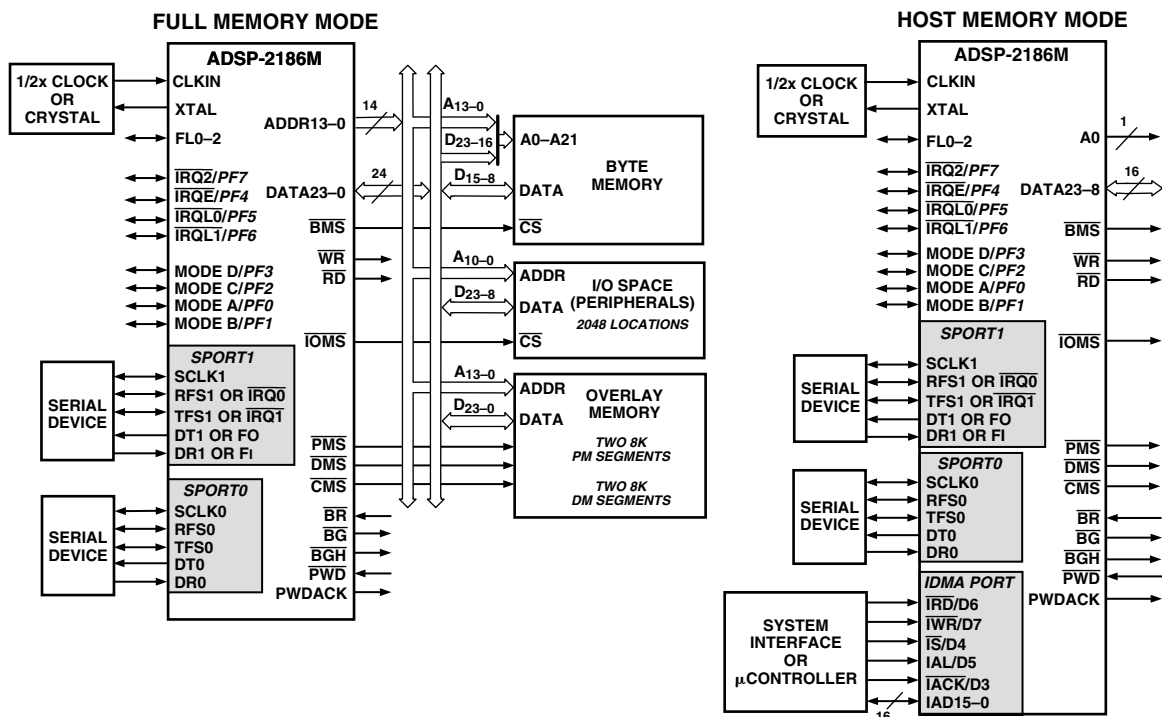 FULL MEMORY MODE
ADSP-2186M
1/2x CLOCK
OR
CRYSTAL
CLKIN
XTAL
FL0–2
IRQ2/PF7
IRQE/PF4
IRQL0/PF5
IRQL1/PF6
MODE D/PF3
MODE C/PF2
MODE A/PF0
MODE B/PF1
SERIAL
DEVICE
SPORT1
SCLK1
RFS1 OR IRQ0
TFS1 OR IRQ1
DT1 OR FO
DR1 OR FI
SERIAL
DEVICE
SPORT0
SCLK0
RFS0
TFS0
DT0
DR0
ADDR13–0
14
DATA23–0
24
BMS
WR
RD
IOMS
PMS
DMS
CMS
BR
BG
BGH
PWD
PWDACK
A13–0
D23–16
D15–8
A0–A21
BYTE
MEMORY
DATA
CS
A10–0
D23–8
ADDR
I/O SPACE
(PERIPHERALS)
DATA
2048 LOCATIONS
CS
A13–0
D23–0
ADDR
OVERLAY
MEMORY
DATA
TWO 8K
PM SEGMENTS
TWO 8K
DM SEGMENTS
HOST MEMORY MODE
ADSP-2186M
1/2x CLOCK
OR
CRYSTAL
CLKIN
XTAL
FL0–2
IRQ2/PF7
IRQE/PF4
IRQL0/PF5
IRQL1/PF6
MODE D/PF3
MODE C/PF2
MODE A/PF0
MODE B/PF1
SERIAL
DEVICE
SPORT1
SCLK1
RFS1 OR IRQ0
TFS1 OR IRQ1
DT1 OR FO
DR1 OR FI
SERIAL
DEVICE
SPORT0
SCLK0
RFS0
TFS0
DT0
DR0
SYSTEM
INTERFACE
OR
μCONTROLLER
IDMA PORT
IRD/D6
IWR/D7
IS/D4
IAL/D5
IACK/D3
IAD15–0
16
1
A0
16
DATA23–8
BMS
WR
RD
IOMS
PMS
DMS
CMS
BR
BG
BGH
PWD
PWDACK